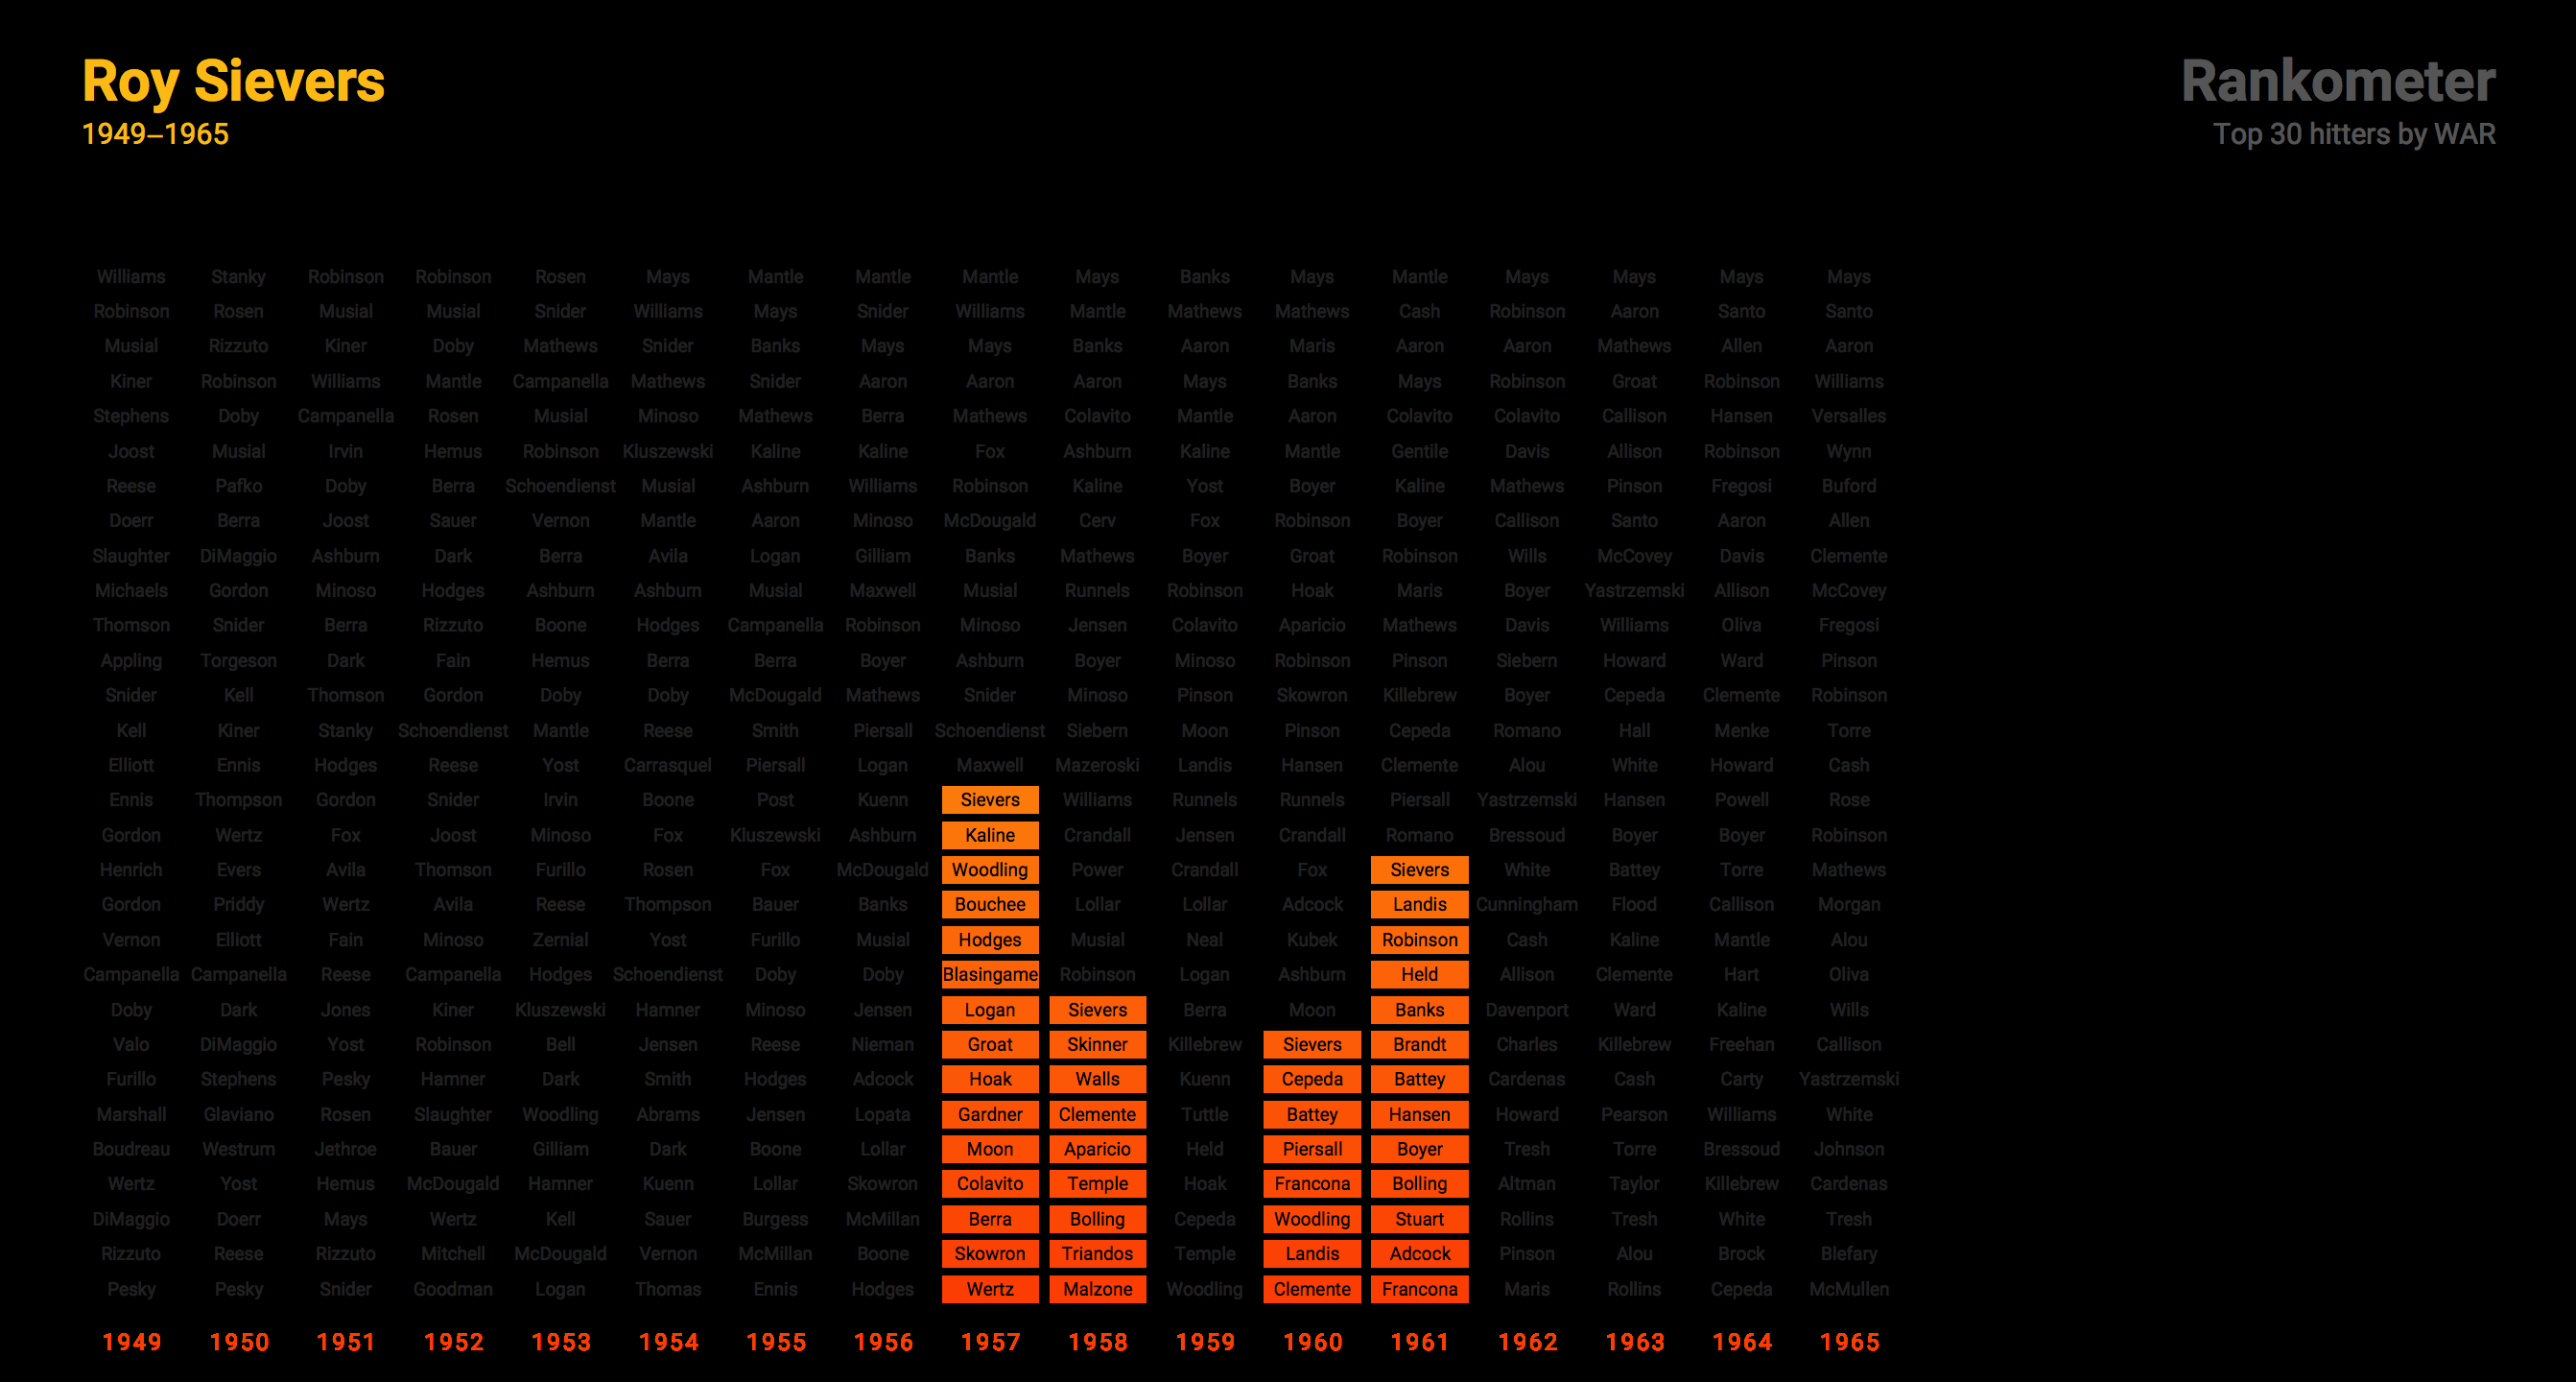 Roy Sievers
1949–1965
Rankometer
Top 30 hitters by WAR
Williams Stanky Robinson Robinson Rosen Mays Mantle Mantle Mantle Mays Banks Mays Mantle Mays Mays Mays Mays
Robinson Rosen Musial Musial Snider Williams Mays Snider Williams Mantle Mathews Mathews Cash Robinson Aaron Santo Santo
Musial Rizzuto Kiner Doby Mathews Snider Banks Mays Mays Banks Aaron Maris Aaron Aaron Mathews Allen Aaron
Kiner Robinson Williams Mantle Campanella Mathews Snider Aaron Aaron Aaron Mays Banks Mays Robinson Groat Robinson Williams
Stephens Doby Campanella Rosen Musial Minoso Mathews Berra Mathews Colavito Mantle Aaron Colavito Colavito Callison Hansen Versalles
Joost Musial Irvin Hemus Robinson Kluszewski Kaline Kaline Fox Ashburn Kaline Mantle Gentile Davis Allison Robinson Wynn
Reese Pafko Doby Berra Schoendienst Musial Ashburn Williams Robinson Kaline Yost Boyer Kaline Mathews Pinson Fregosi Buford
Doerr Berra Joost Sauer Vernon Mantle Aaron Minoso McDougald Cerv Fox Robinson Boyer Callison Santo Aaron Allen
Slaughter DiMaggio Ashburn Dark Berra Avila Logan Gilliam Banks Mathews Boyer Groat Robinson Wills McCovey Davis Clemente
Michaels Gordon Minoso Hodges Ashburn Ashburn Musial Maxwell Musial Runnels Robinson Hoak Maris Boyer Yastrzemski Allison McCovey
Thomson Snider Berra Rizzuto Boone Hodges Campanella Robinson Minoso Jensen Colavito Aparicio Mathews Davis Williams Oliva Fregosi
Appling Torgeson Dark Fain Hemus Berra Berra Boyer Ashburn Boyer Minoso Robinson Pinson Siebern Howard Ward Pinson
Snider Kell Thomson Gordon Doby Doby McDougald Mathews Snider Minoso Pinson Skowron Killebrew Boyer Cepeda Clemente Robinson
Kell Kiner Stanky Schoendienst Mantle Reese Smith Piersall Schoendienst Siebern Moon Pinson Cepeda Romano Hall Menke Torre
Elliott Ennis Hodges Reese Yost Carrasquel Piersall Logan Maxwell Mazeroski Landis Hansen Clemente Alou White Howard Cash
Ennis Thompson Gordon Snider Irvin Boone Post Kuenn Sievers Williams Runnels Runnels Piersall Yastrzemski Hansen Powell Rose
Gordon Wertz Fox Joost Minoso Fox Kluszewski Ashburn Kaline Crandall Jensen Crandall Romano Bressoud Boyer Boyer Robinson
Henrich Evers Avila Thomson Furillo Rosen Fox McDougald Woodling Power Crandall Fox Sievers White Battey Torre Mathews
Gordon Priddy Wertz Avila Reese Thompson Bauer Banks Bouchee Lollar Lollar Adcock Landis Cunningham Flood Callison Morgan
Vernon Elliott Fain Minoso Zernial Yost Furillo Musial Hodges Musial Neal Kubek Robinson Cash Kaline Mantle Alou
Campanella Campanella Reese Campanella Hodges Schoendienst Doby Doby Blasingame Robinson Logan Ashburn Held Allison Clemente Hart Oliva
Doby Dark Jones Kiner Kluszewski Hamner Minoso Jensen Logan Sievers Berra Moon Banks Davenport Ward Kaline Wills
Valo DiMaggio Yost Robinson Bell Jensen Reese Nieman Groat Skinner Killebrew Sievers Brandt Charles Killebrew Freehan Callison
Furillo Stephens Pesky Hamner Dark Smith Hodges Adcock Hoak Walls Kuenn Cepeda Battey Cardenas Cash Carty Yastrzemski
Marshall Glaviano Rosen Slaughter Woodling Abrams Jensen Lopata Gardner Clemente Tuttle Battey Hansen Howard Pearson Williams White
Boudreau Westrum Jethroe Bauer Gilliam Dark Boone Lollar Moon Aparicio Held Piersall Boyer Tresh Torre Bressoud Johnson
Wertz Yost Hemus McDougald Hamner Kuenn Lollar Skowron Colavito Temple Hoak Francona Bolling Altman Taylor Killebrew Cardenas
DiMaggio Doerr Mays Wertz Kell Sauer Burgess McMillan Berra Bolling Cepeda Woodling Stuart Rollins Tresh White Tresh
Rizzuto Reese Rizzuto Mitchell McDougald Vernon McMillan Boone Skowron Triandos Temple Landis Adcock Pinson Alou Brock Blefary
Pesky Pesky Snider Goodman Logan Thomas Ennis Hodges Wertz Malzone Woodling Clemente Francona Maris Rollins Cepeda McMullen
1949 1950 1951 1952 1953 1954 1955 1956 1957 1958 1959 1960 1961 1962 1963 1964 1965